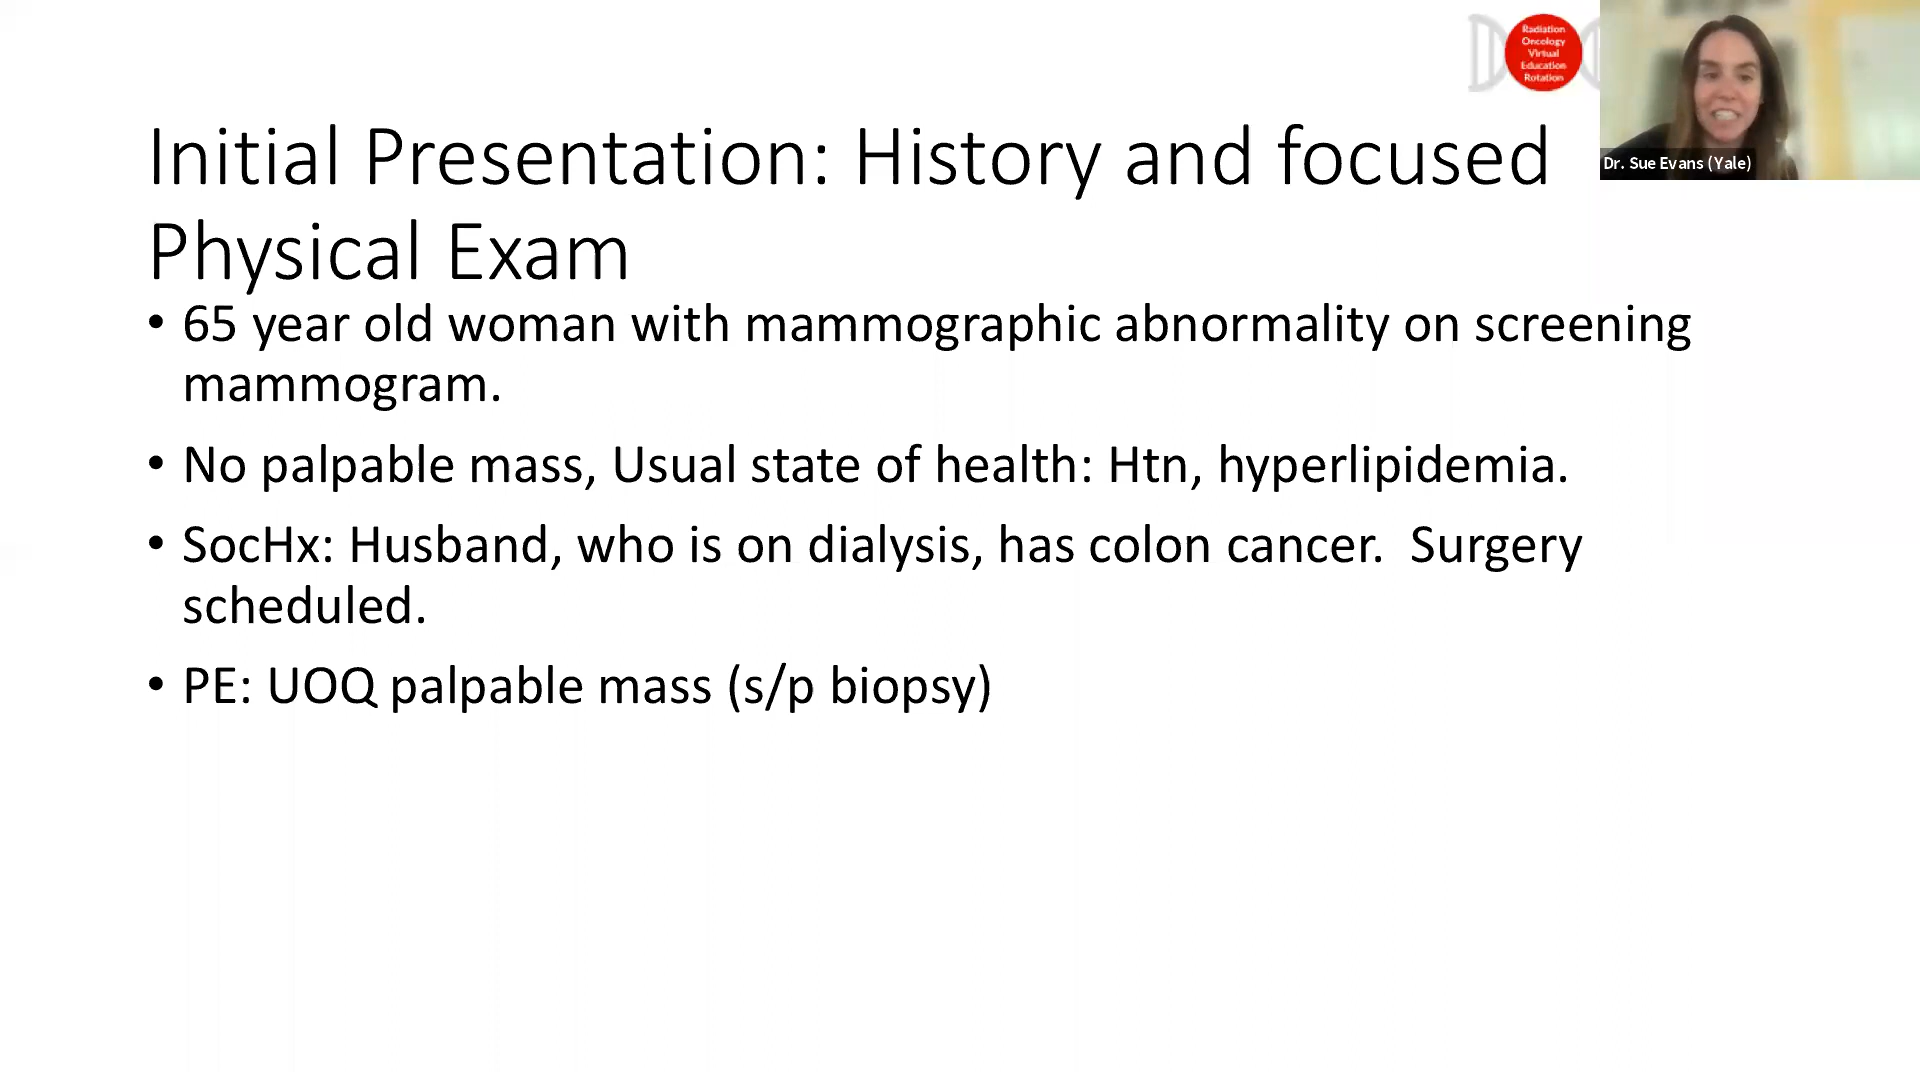 Radiation
Oncology
Virtual
Education
Rotation
Dr. Sue Evans (Yale)
Initial Presentation: History and focused
Physical Exam
• 65 year old woman with mammographic abnormality on screening
mammogram.
• No palpable mass, Usual state of health: Htn, hyperlipidemia.
• SocHx: Husband, who is on dialysis, has colon cancer.  Surgery
scheduled.
• PE: UOQ palpable mass (s/p biopsy)